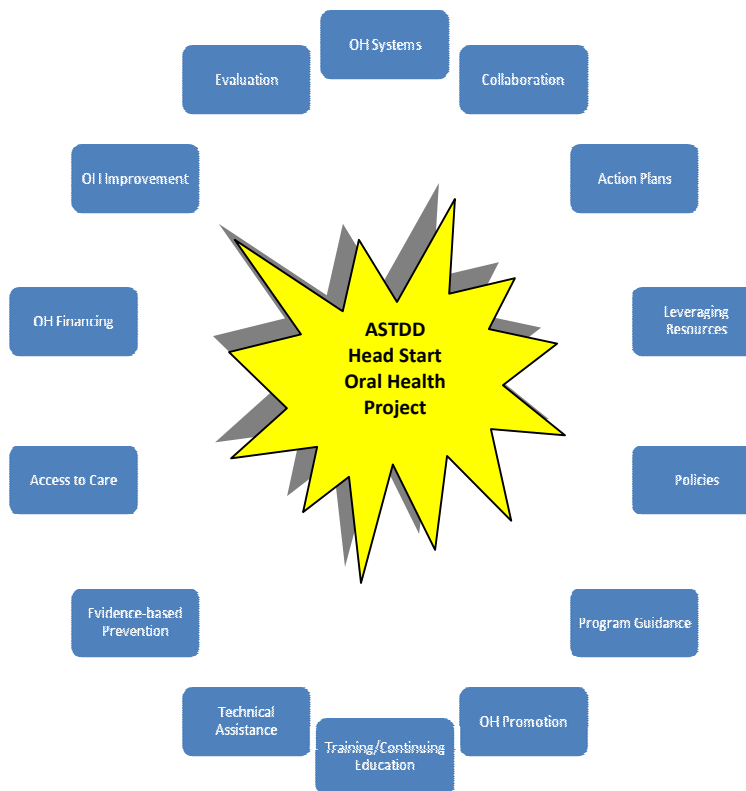 OH Systems
Collaboration
Action Plans
Leveraging
Resources
Policies
Program Guidance
OH Promotion
Training/Continuing
Education
Technical
Assistance
Evidence-based
Prevention
Access to Care
OH Financing
OH Improvement
Evaluation
ASTDD
Head Start
Oral Health
Project